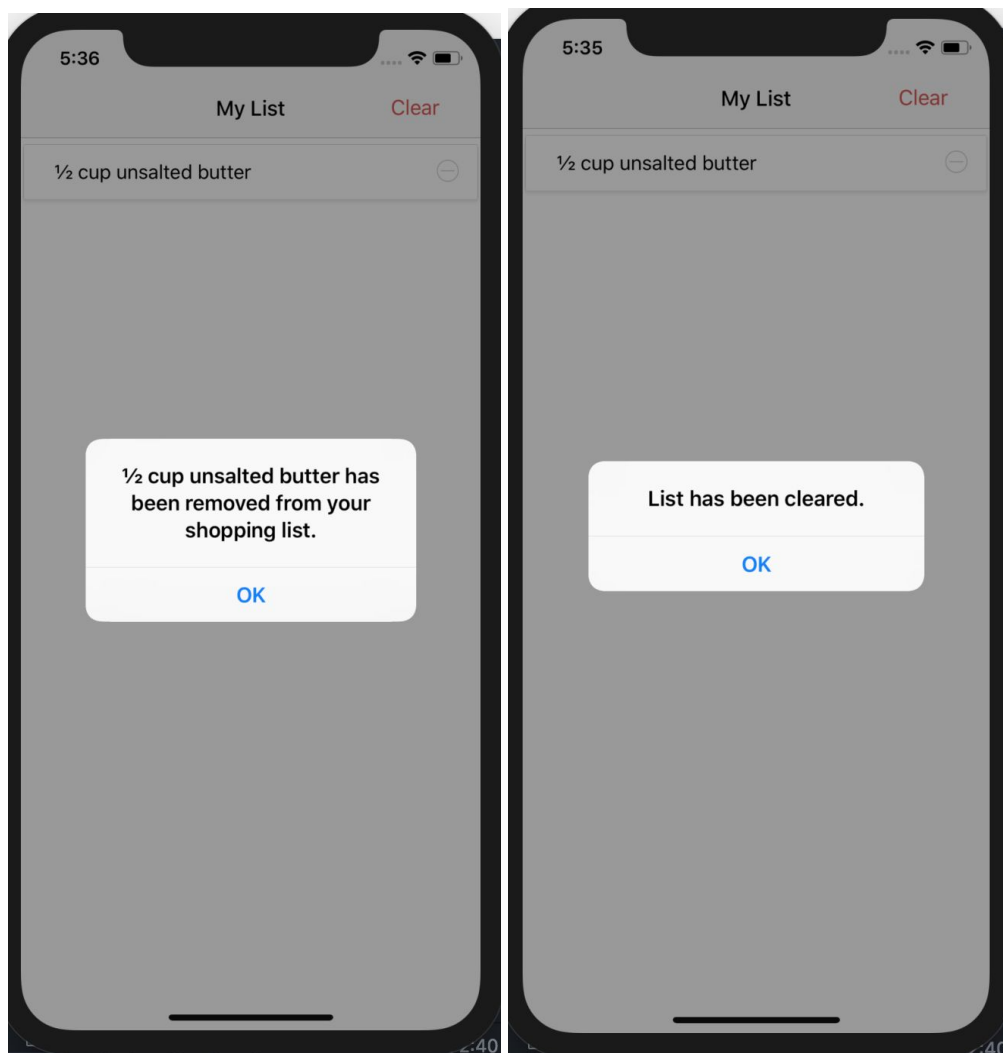 5:36
My List Clear
½ cup unsalted butter
½ cup unsalted butter has
been removed from your
shopping list.
OK
:40
5:35
My List Clear
½ cup unsalted butter
List has been cleared.
OK